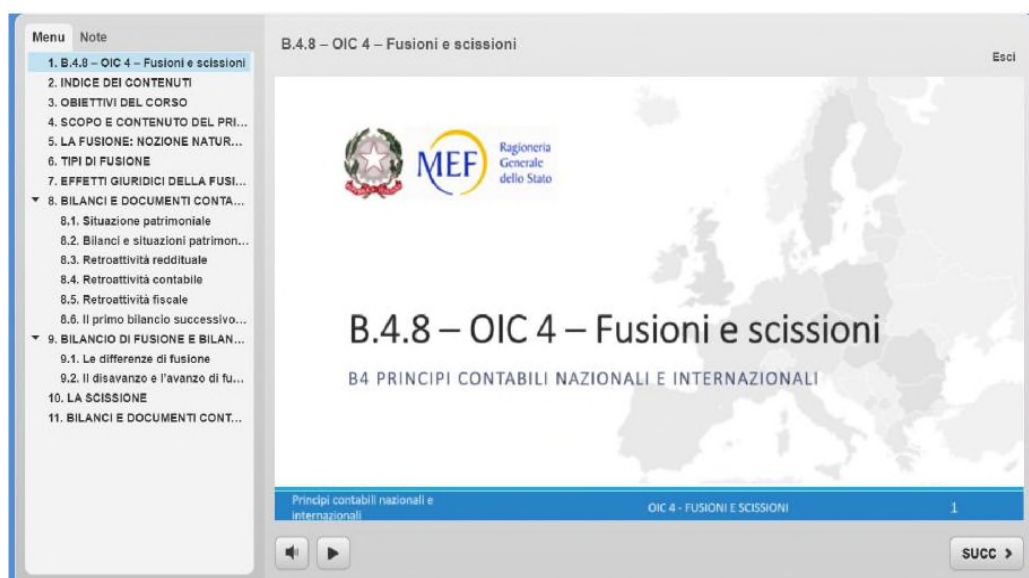 Menu Note
1. B.4.8 – OIC 4 – Fusioni e scissioni
2. INDICE DEI CONTENUTI
3. OBIETTIVI DEL CORSO
4. SCOPO E CONTENUTO DEL PRI...
5. LA FUSIONE: NOZIONE NATUR...
6. TIPI DI FUSIONE
7. EFFETTI GIURIDICI DELLA FUSI...
8. BILANCI E DOCUMENTI CONTA...
8.1. Situazione patrimoniale
8.2. Bilanci e situazioni patrimon...
8.3. Retroattività reddituale
8.4. Retroattività contabile
8.5. Retroattività fiscale
8.6. Il primo bilancio successivo...
9. BILANCIO DI FUSIONE E BILAN...
9.1. Le differenze di fusione
9.2. Il disavanzo e l'avanzo di fu...
10. LA SCISSIONE
11. BILANCI E DOCUMENTI CONT...
B.4.8 – OIC 4 – Fusioni e scissioni
Esci
MEF
Ragioneria
Generale
dello Stato
B.4.8 – OIC 4 – Fusioni e scissioni
B4 PRINCIPI CONTABILI NAZIONALI E INTERNAZIONALI
Principi contabili nazionali e
internazionali
OIC 4 - FUSIONI E SCISSIONI
1
SUCC >